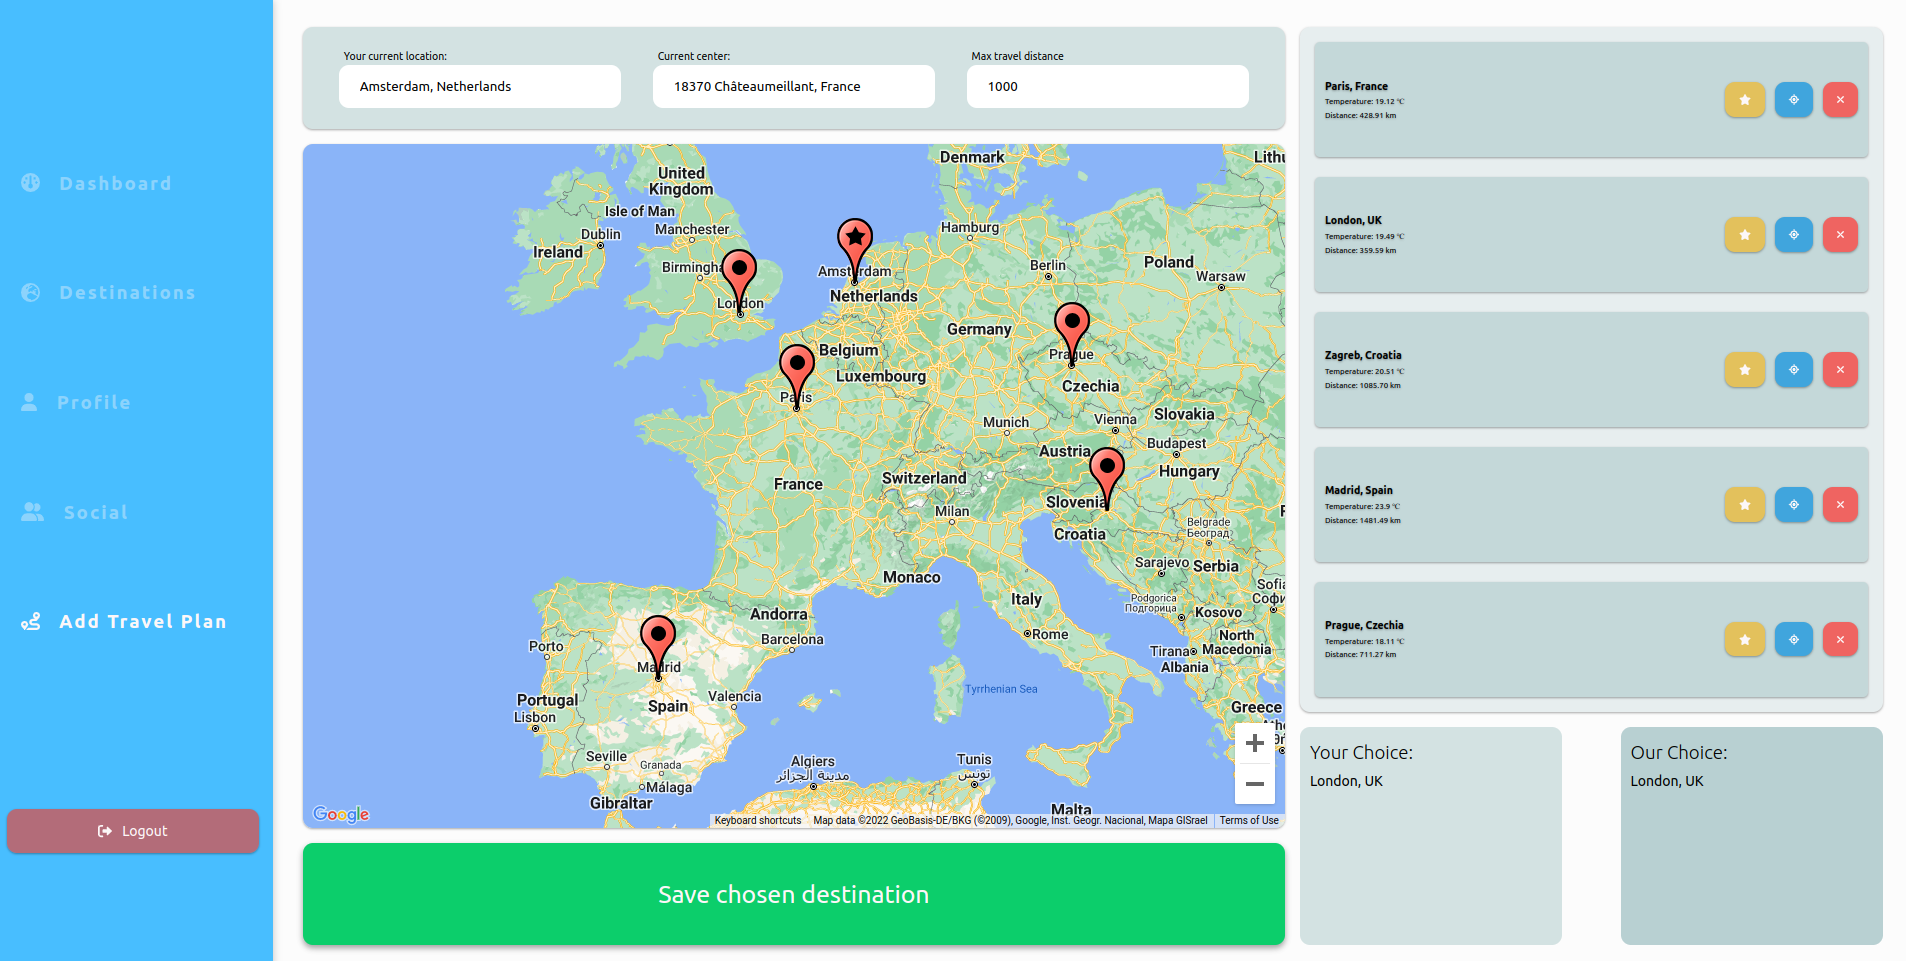 Dashboard
Destinations
Profile
Social
Add Travel Plan
Logout
Your current location:
Amsterdam, Netherlands
Current center:
18370 Châteaumeillant, France
Max travel distance
1000
Denmark
United
Kingdom
Isle of Man
Dublin
Manchester
Ireland
Hamburg
Birmingha
Amsterdam
Berlin
Poland
Warsaw
Netherlands
London
Germany
Belgium
Prague
Luxembourg
Czechia
Paris
Munich
Vienna
Slovakia
Budapest
Austria
Hungary
Switzerland
France
Slovenia
Milan
Croatia
Belgrade
Београд
Sarajevo
Serbia
Monaco
Italy
Podgorica
Подгорица
Kosovo
Andorra
Barcelona
Rome
North
Macedonia
Porto
Madrid
Tirana
Albania
Tyrrhenian Sea
Portugal
Valencia
Spain
Lisbon
Greece
Seville
Granada
Málaga
Algiers
الجزائر مدينة
Tunis
تونس
Gibraltar
Malta
Google
Keyboard shortcuts
Map data ©2022 GeoBasis-DE/BKG (©2009), Google, Inst. Geogr. Nacional, Mapa GISrael
Terms of Use
Save chosen destination
Paris, France
Temperature: 19.12 ℃
Distance: 428.91 km
London, UK
Temperature: 19.49 ℃
Distance: 359.59 km
Zagreb, Croatia
Temperature: 20.51 ℃
Distance: 1085.70 km
Madrid, Spain
Temperature: 23.9 ℃
Distance: 1481.49 km
Prague, Czechia
Temperature: 18.11 ℃
Distance: 711.27 km
Your Choice:
London, UK
Our Choice:
London, UK